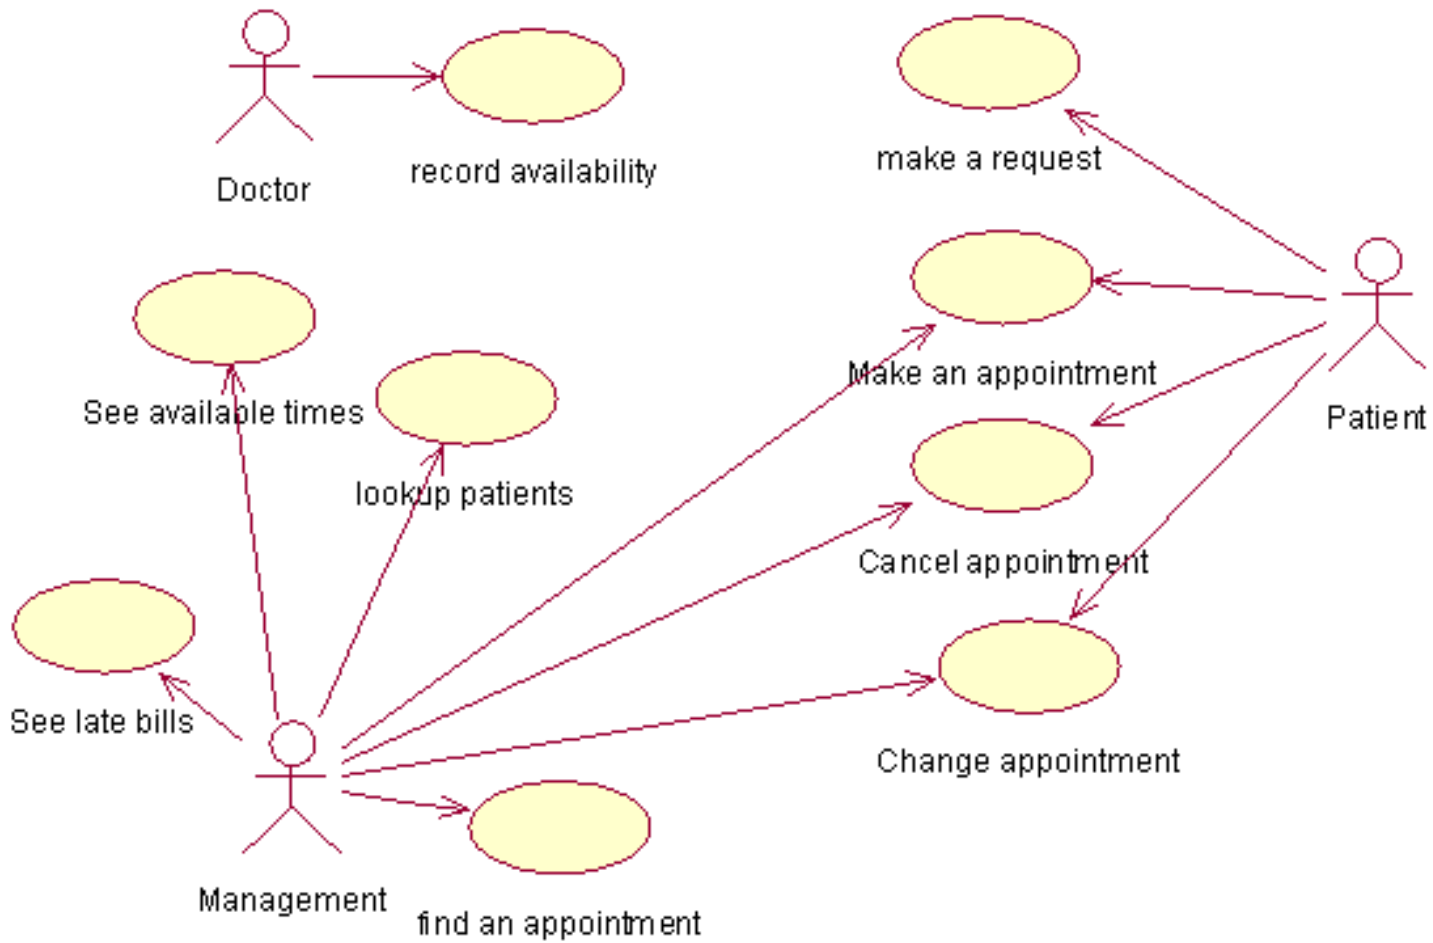 make a request
record availability
Doctor
Make an appointment
See available times
Patient
lookup patients
Cancel appointment
See late bills
Change appointment
Management
find an appointment